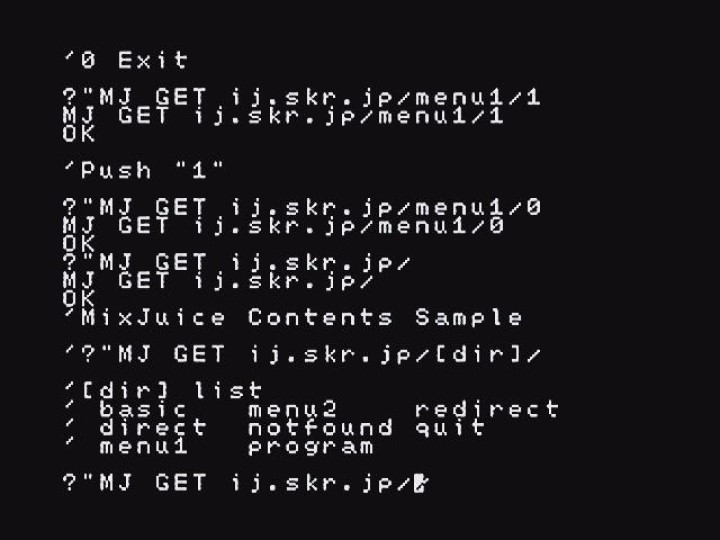 '0 Exit
?"MJ GET ij.skr.jp/menu1/1
MJ GET ij.skr.jp/menu1/1
OK
'Push "1"
?"MJ GET ij.skr.jp/menu1/0
MJ GET ij.skr.jp/menu1/0
OK
?"MJ GET ij.skr.jp/
MJ GET ij.skr.jp/
OK
'MixJuice Contents Sample
'?"MJ GET ij.skr.jp/[dir]/
'[dir] list
' basic   menu2    redirect
' direct  notfound quit
' menu1   program
?"MJ GET ij.skr.jp/